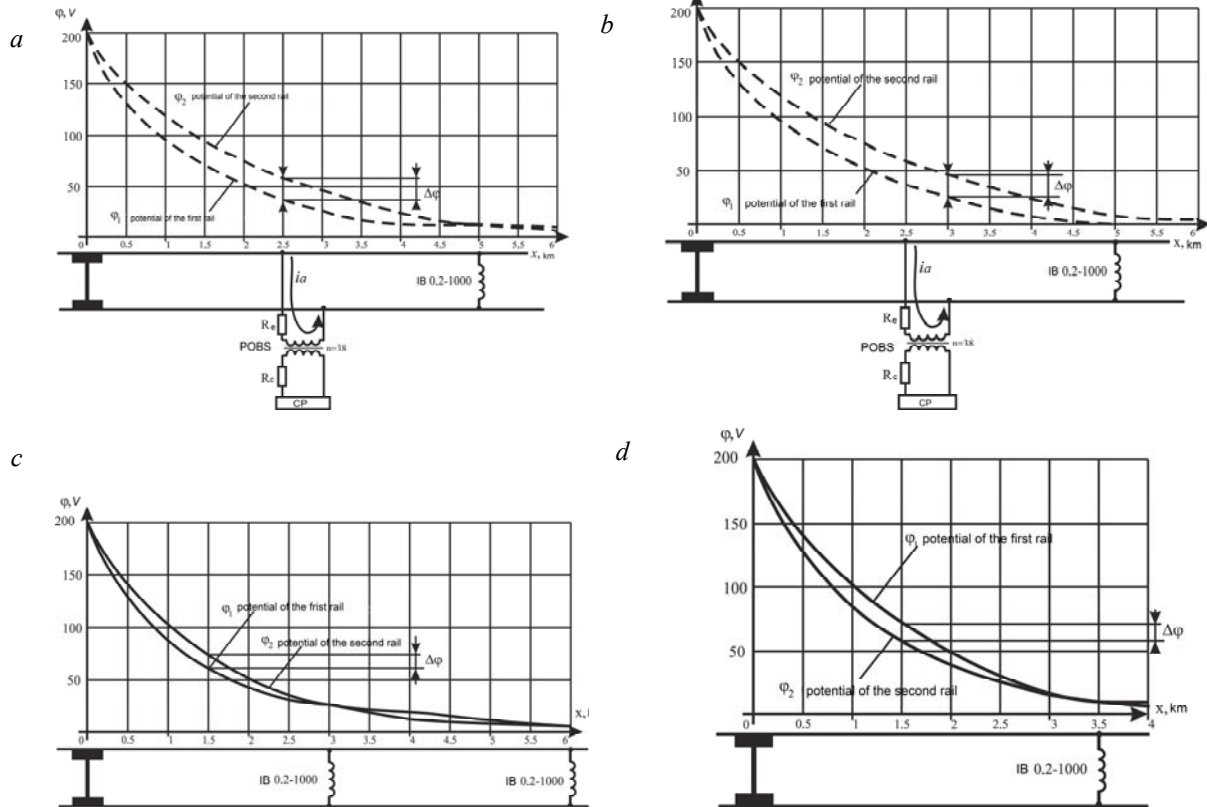 a
φ, V
200
150
100
50
φ2 potential of the second rail
φ1 potential of the first rail
Δφ
2 0.5 1 1.5 2 2.5 3 3.5 4 4.5 5 5.5 6
x, km
ia
IB 0.2-1000
Re
POBS n=38
Rc
CP
b
200
150
100
50
φ2 potential of the second rail
φ1 potential of the first rail
Δφ
0 0.5 1 1.5 2 2.5 3 3.5 4 4.5 5 5.5 6
x, km
ia
IB 0.2-1000
Re
POBS n=38
Rc
CP
c
φ, V
200
150
100
50
φ1 potential of the frist rail
φ2 potential of the second rail
Δφ
x,
0.5 1 1.5 2 2.5 3 3.5 4 4.5 5 5.5 6
IB 0.2-1000
IB 0.2-1000
d
φ, V
200
150
100
50
φ1 potential of the first rail
φ2 potential of the second rail
Δφ
x, km
0 0.5 1 1.5 2 2.5 3 3.5 4
IB 0.2-1000